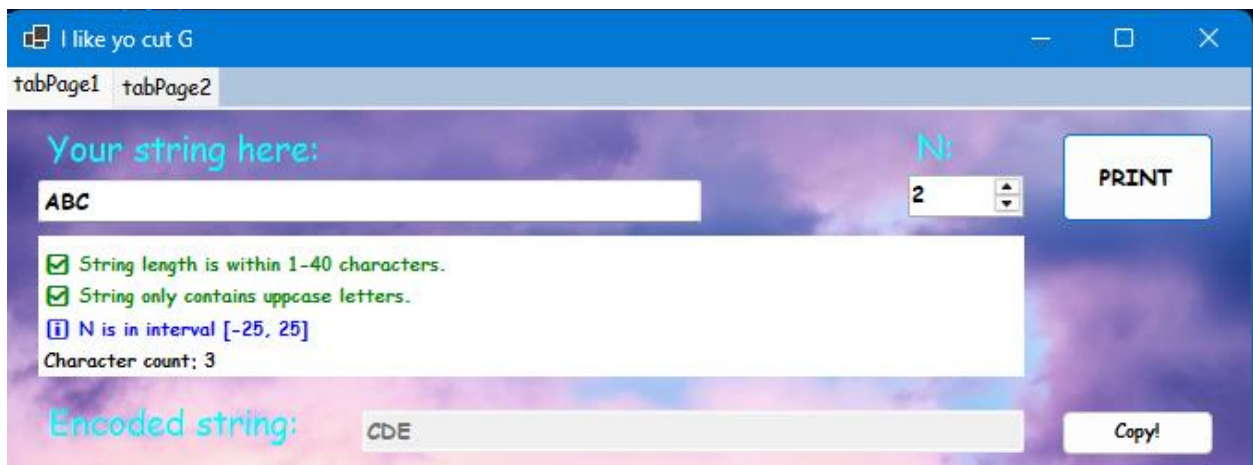 I like yo cut G
tabPage1 tabPage2
Your string here: N:
PRINT
ABC 2
String length is within 1-40 characters.
String only contains uppcase letters.
N is in interval [-25, 25]
Character count: 3
Encoded string: CDE Copy!